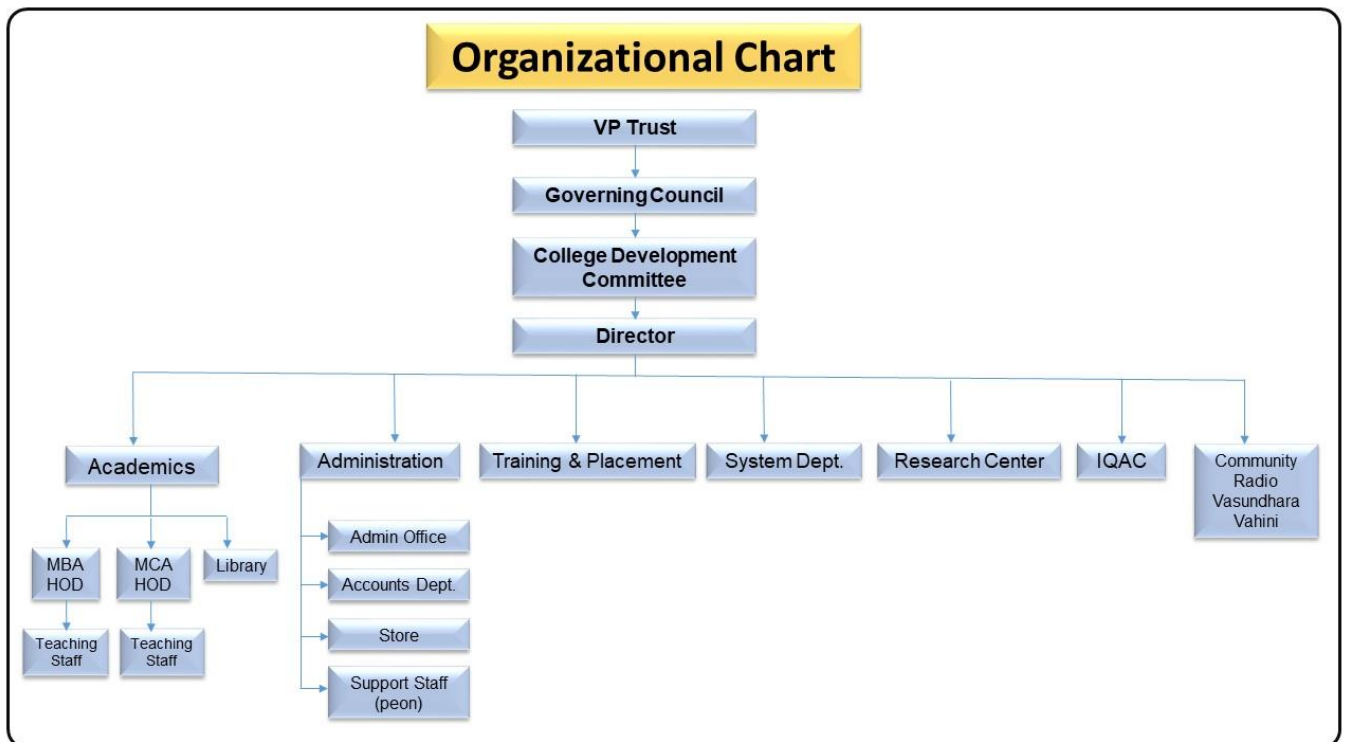 Organizational Chart
VP Trust
Governing Council
College Development
Committee
Director
Academics
Administration
Training & Placement
System Dept.
Research Center
IQAC
Community
Radio
Vasundhara
Vahini
MBA
HOD
MCA
HOD
Library
Teaching
Staff
Teaching
Staff
Admin Office
Accounts Dept.
Store
Support Staff
(peon)